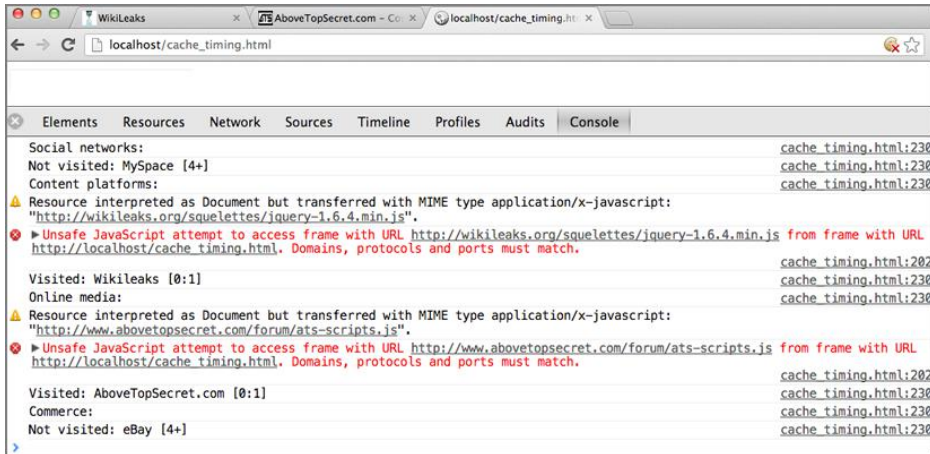 WikiLeaks
AboveTopSecret.com – Co
localhost/cache_timing.ht
localhost/cache_timing.html
Elements Resources Network Sources Timeline Profiles Audits Console
Social networks: cache_timing.html:230
Not visited: MySpace [4+] cache_timing.html:230
Content platforms: cache_timing.html:230
Resource interpreted as Document but transferred with MIME type application/x-javascript:
"http://wikileaks.org/squelettes/jquery-1.6.4.min.js".
Unsafe JavaScript attempt to access frame with URL http://wikileaks.org/squelettes/jquery-1.6.4.min.js from frame with URL
http://localhost/cache_timing.html. Domains, protocols and ports must match.
cache_timing.html:202
Visited: Wikileaks [0:1] cache_timing.html:230
Online media: cache_timing.html:230
Resource interpreted as Document but transferred with MIME type application/x-javascript:
"http://www.abovetopsecret.com/forum/ats-scripts.js".
Unsafe JavaScript attempt to access frame with URL http://www.abovetopsecret.com/forum/ats-scripts.js from frame with URL
http://localhost/cache_timing.html. Domains, protocols and ports must match.
cache_timing.html:202
Visited: AboveTopSecret.com [0:1] cache_timing.html:230
Commerce: cache_timing.html:230
Not visited: eBay [4+] cache_timing.html:230